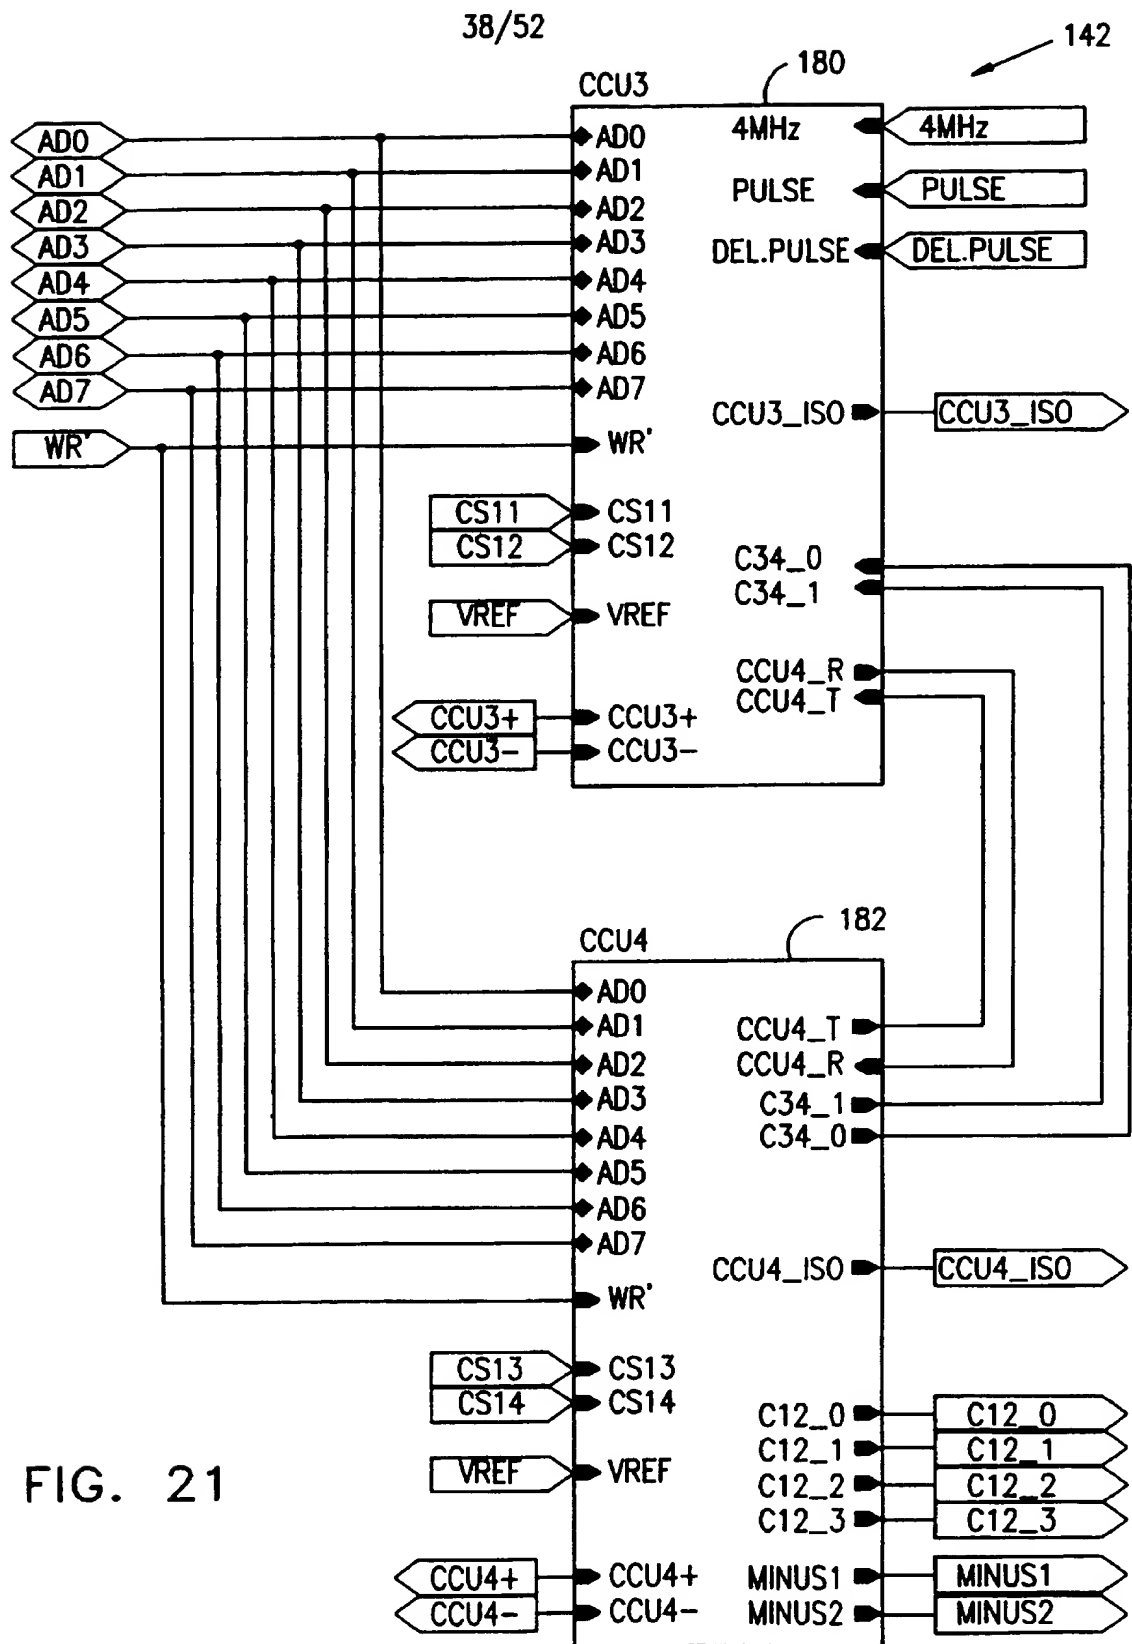 38/52
142
180
CCU3
AD0
AD1
AD2
AD3
AD4
AD5
AD6
AD7
WR'
CS11
CS12
VREF
CCU3+
CCU3-
AD0
AD1
AD2
AD3
AD4
AD5
AD6
AD7
WR'
CS11
CS12
VREF
CCU3+
CCU3-
4MHz
PULSE
DEL.PULSE
CCU3_ISO
C34_0
C34_1
CCU4_R
CCU4_T
4MHz
PULSE
DEL.PULSE
CCU3_ISO
182
CCU4
AD0
AD1
AD2
AD3
AD4
AD5
AD6
AD7
WR'
CS13
CS14
VREF
CCU4+
CCU4-
CS13
CS14
VREF
CCU4+
CCU4-
CCU4_T
CCU4_R
C34_1
C34_0
CCU4_ISO
C12_0
C12_1
C12_2
C12_3
MINUS1
MINUS2
CCU4_ISO
C12_0
C12_1
C12_2
C12_3
MINUS1
MINUS2
FIG. 21